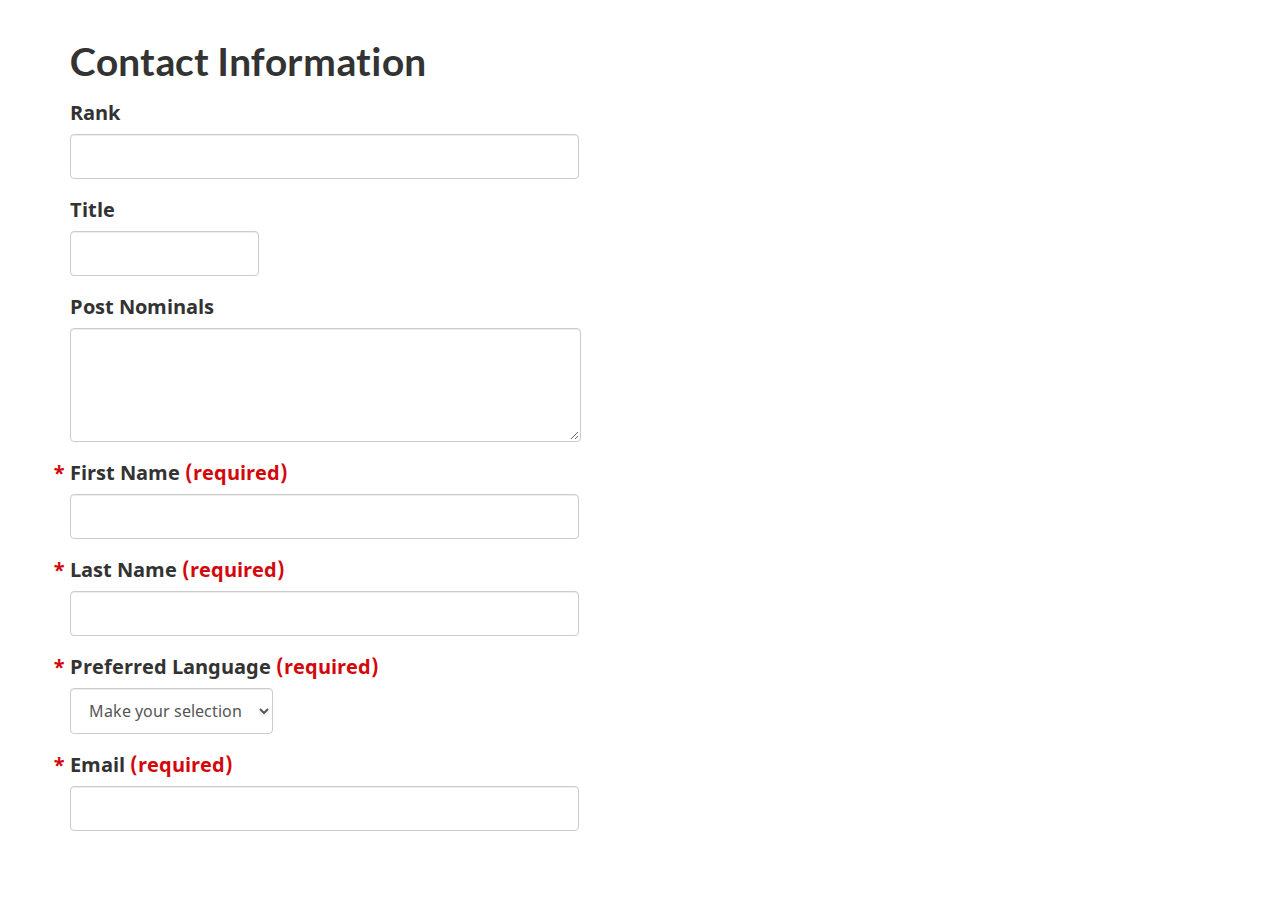 Contact Information
Rank
Title
Post Nominals
* First Name (required)
* Last Name (required)
* Preferred Language (required)
Make your selection
* Email (required)